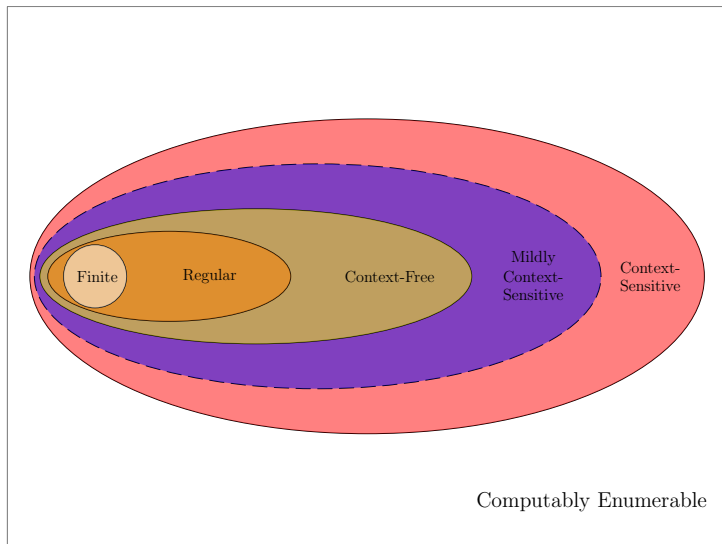 Finite
Regular
Context-Free
Mildly
Context-
Sensitive
Context-
Sensitive
Computably Enumerable